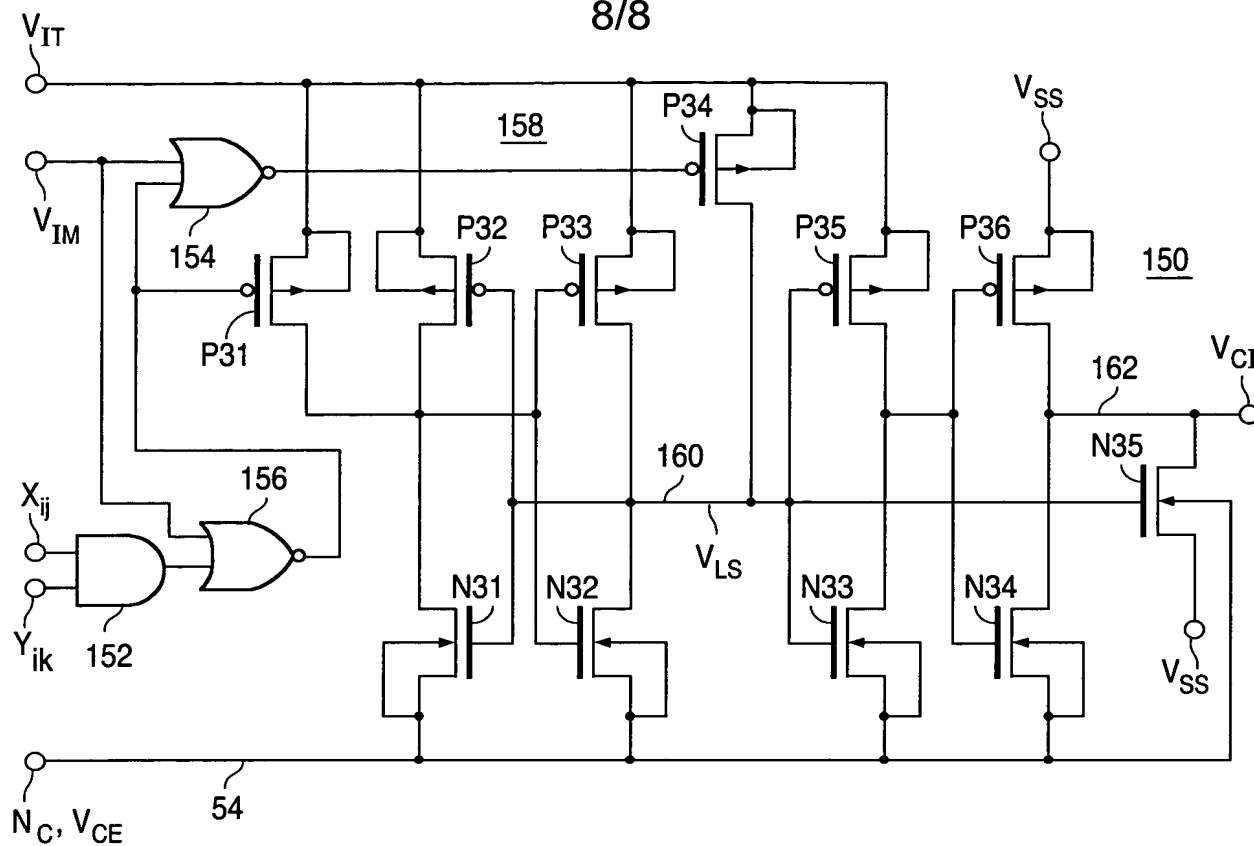 8/8
V_IT
V_IM
154
158
P34
V_SS
P31
P32
P33
P35
P36
150
V_CI
162
160
V_LS
N35
X_ij
Y_ik
152
156
N31
N32
N33
N34
V_SS
54
N_C, V_CE